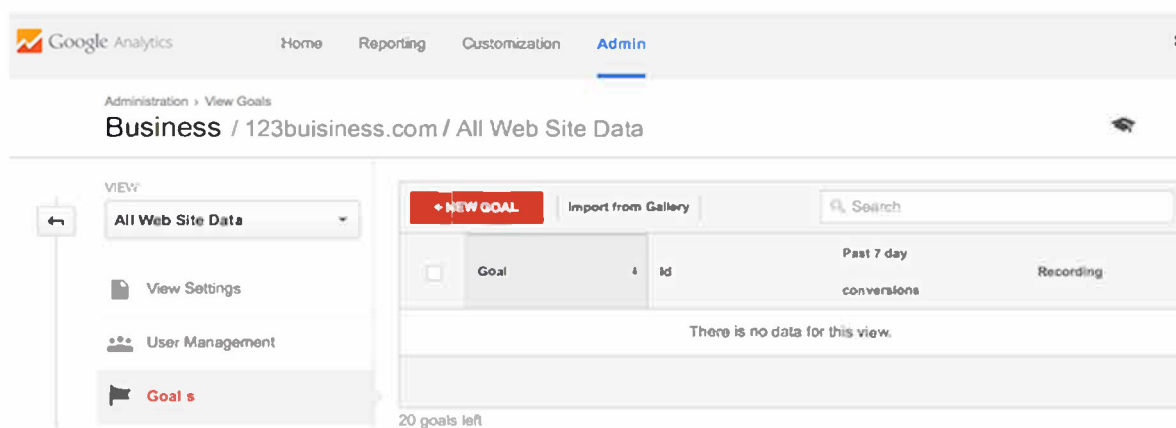 Google Analytics Home Reporting Customization Admin
Administration › View Goals
Business / 123buisiness.com / All Web Site Data
VIEW
All Web Site Data
+ NEW GOAL Import from Gallery Search
Goal Id Past 7 day conversions Recording
There is no data for this view.
View Settings
User Management
Goal s
20 goals left